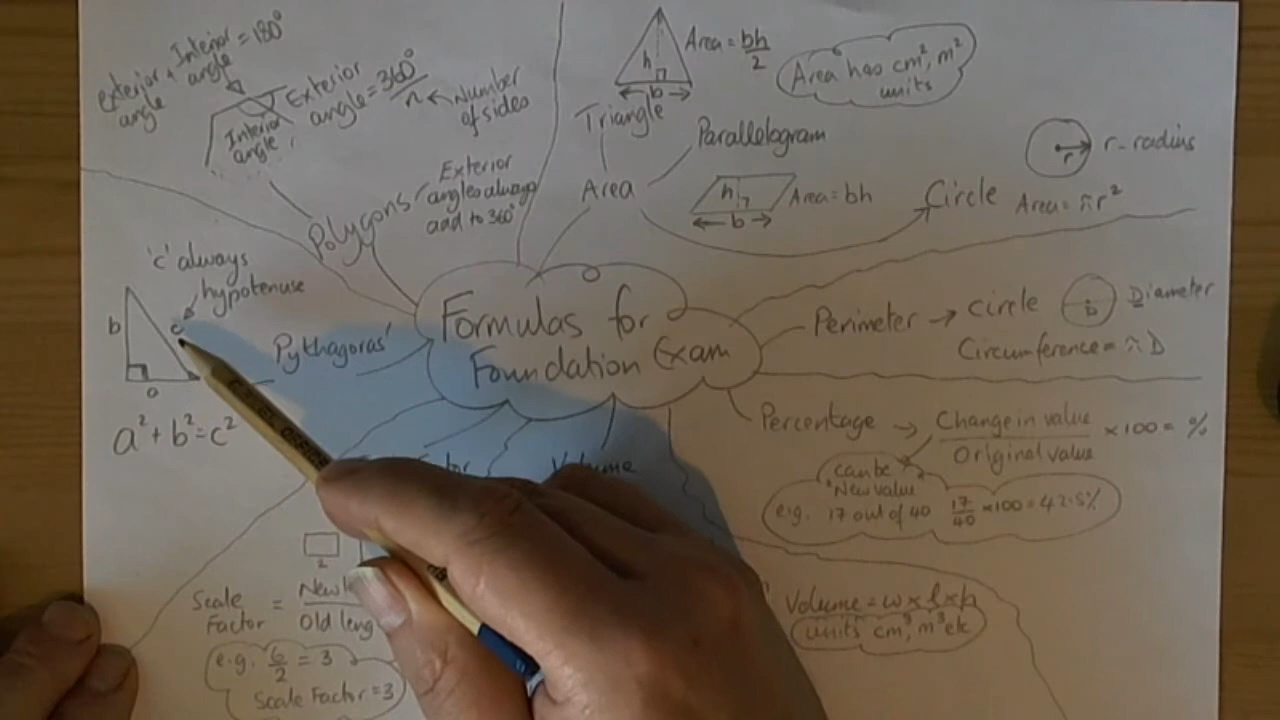 exterior + Interior = 180°
angle angle
Interior
angle
Exterior
angle = 360°
n ← Number
of sides
Polygons
Exterior
angles always
add to 360°
h
b
Area = bh
2
Area has cm², m²
units
Triangle
Area
Parallelogram
h
b
Area = bh
Circle
r
r - radius
Area = πr²
'c' always
hypotenuse
b
c
a
a² + b² = c²
Pythagoras'
Formulas for
Foundation Exam
Perimeter → Circle
D
Diameter
Circumference = πD
Percentage → Change in value × 100 = %
Original value
can be
"New value"
e.g. 17 out of 40 17/40 × 100 = 42.5%
Volume
Volume = w × l × h
units cm³, m³ etc
2
Scale
Factor =
New
Old
e.g. 6/2 = 3
Scale Factor = 3